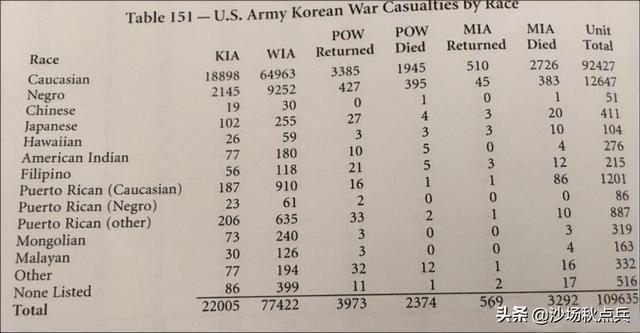 Table 151 — U.S. Army Korean War Casualties by Race
Race KIA WIA POW Returned POW Died MIA Returned MIA Died Unit Total
Caucasian 18898 64963 3385 1945 510 2726 92427
Negro 2145 9252 427 395 45 383 12647
Chinese 19 30 0 1 0 1 51
Japanese 102 255 27 4 3 20 411
Hawaiian 26 59 3 3 3 10 104
American Indian 77 180 10 5 0 4 276
Filipino 56 118 21 5 3 12 215
Puerto Rican (Caucasian) 187 910 16 1 1 86 1201
Puerto Rican (Negro) 23 61 2 0 0 0 86
Puerto Rican (other) 206 635 33 2 1 10 887
Mongolian 73 240 3 0 0 3 319
Malayan 30 126 3 0 0 4 163
Other 77 194 32 12 1 16 332
None Listed 86 399 11 1 2 17 516
Total 22005 77422 3973 2374 569 3292 109635
头条 @沙场秋点兵